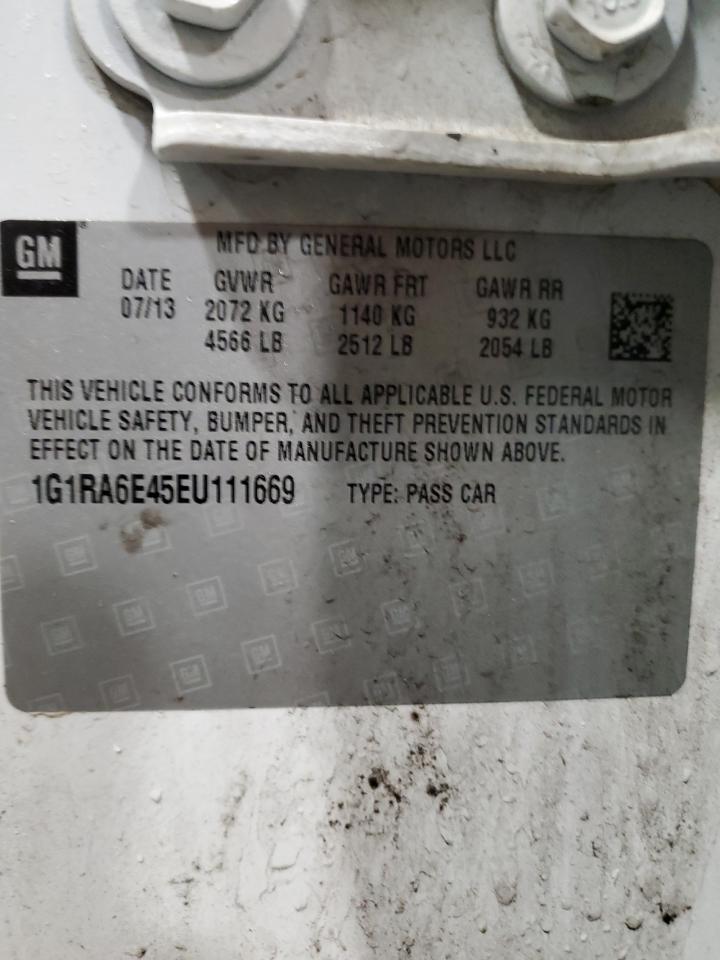 GM
MFD BY GENERAL MOTORS LLC
DATE GVWR GAWR FRT GAWR RR
07/13 2072 KG 1140 KG 932 KG
4566 LB 2512 LB 2054 LB
THIS VEHICLE CONFORMS TO ALL APPLICABLE U.S. FEDERAL MOTOR
VEHICLE SAFETY, BUMPER, AND THEFT PREVENTION STANDARDS IN
EFFECT ON THE DATE OF MANUFACTURE SHOWN ABOVE.
1G1RA6E45EU111669 TYPE: PASS CAR